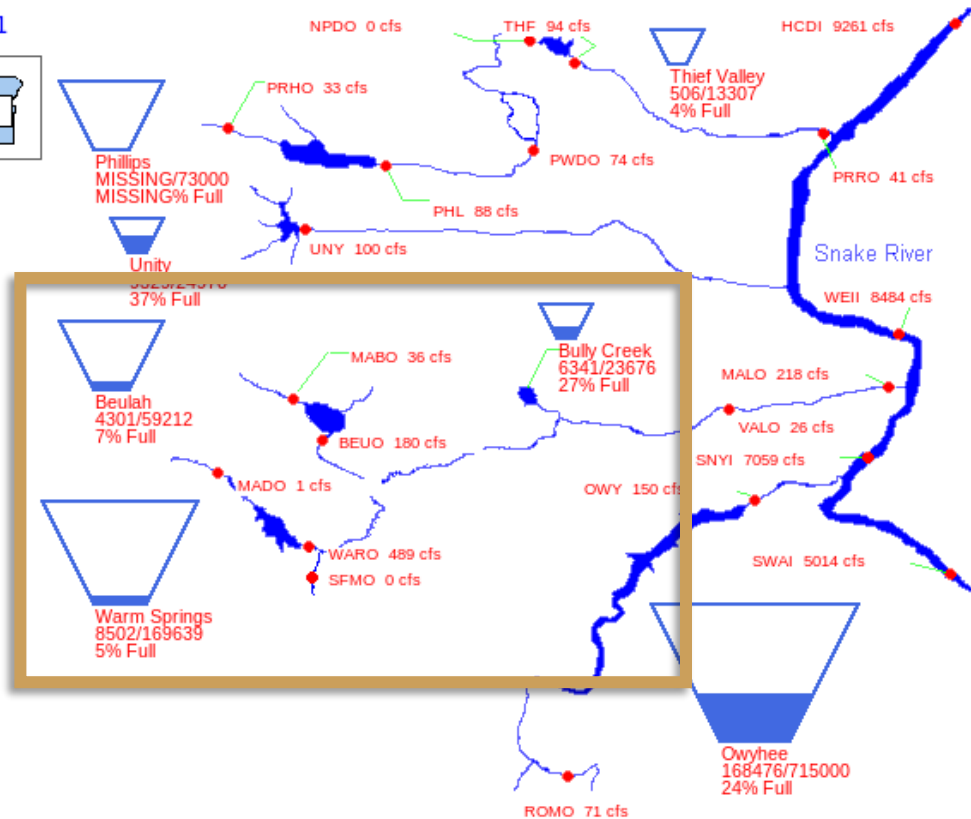 1
NPDO 0 cfs
THF 94 cfs
HCDI 9261 cfs
Thief Valley
506/13307
4% Full
PRHO 33 cfs
PWDO 74 cfs
Phillips
MISSING/73000
MISSING% Full
PRRO 41 cfs
PHL 88 cfs
UNY 100 cfs
Snake River
Unity
37% Full
WEII 8484 cfs
MABO 36 cfs
Bully Creek
6341/23676
27% Full
MALO 218 cfs
Beulah
4301/59212
7% Full
VALO 26 cfs
BEUO 180 cfs
SNYI 7059 cfs
MADO 1 cfs
OWY 150 cfs
WARO 489 cfs
SWAI 5014 cfs
SFMO 0 cfs
Warm Springs
8502/169639
5% Full
Owyhee
168476/715000
24% Full
ROMO 71 cfs